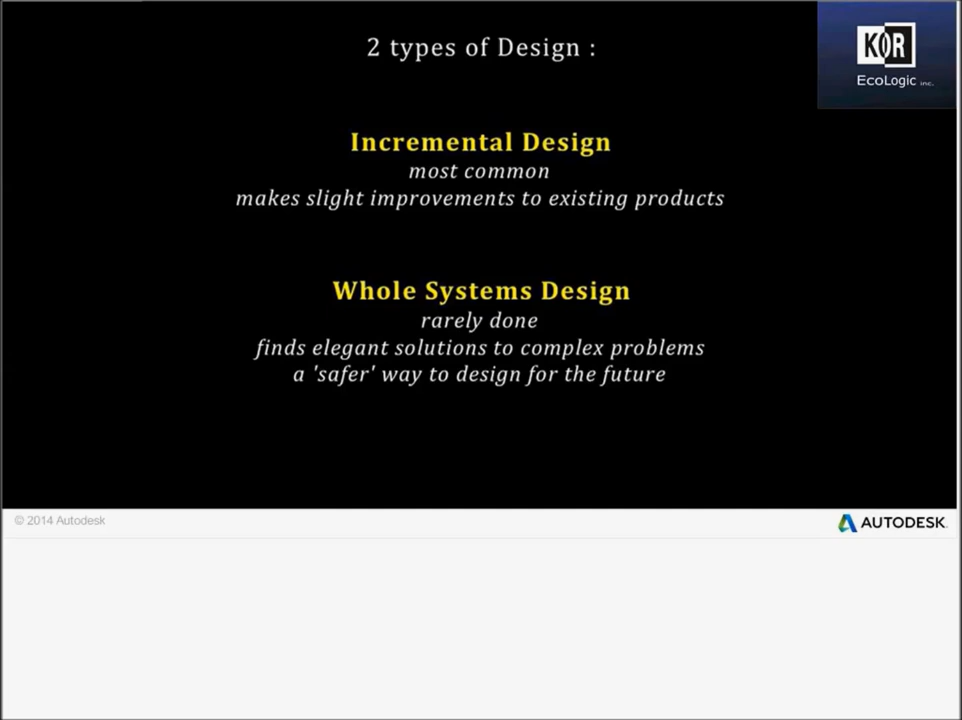 2 types of Design :
KOR
EcoLogic inc.
Incremental Design
most common
makes slight improvements to existing products
Whole Systems Design
rarely done
finds elegant solutions to complex problems
a 'safer' way to design for the future
© 2014 Autodesk
AUTODESK.